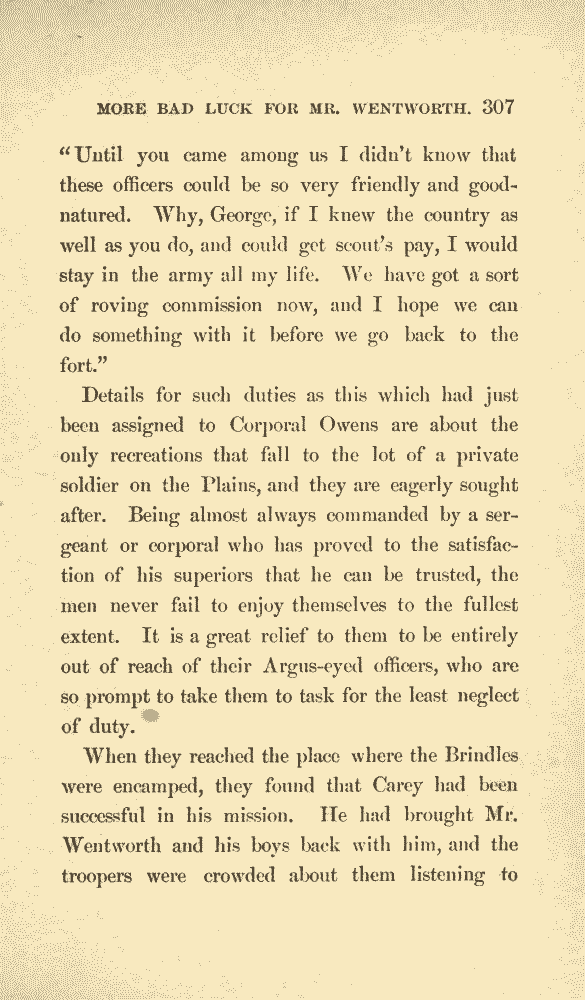 MORE BAD LUCK FOR MR. WENTWORTH. 307
“Until you came among us I didn’t know that
these officers could be so very friendly and good-
natured. Why, George, if I knew the country as
well as you do, and could get scout’s pay, I would
stay in the army all my life. We have got a sort
of roving commission now, and I hope we can
do something with it before we go back to the
fort.”
Details for such duties as this which had just
been assigned to Corporal Owens are about the
only recreations that fall to the lot of a private
soldier on the Plains, and they are eagerly sought
after. Being almost always commanded by a ser-
geant or corporal who has proved to the satisfac-
tion of his superiors that he can be trusted, the
men never fail to enjoy themselves to the fullest
extent. It is a great relief to them to be entirely
out of reach of their Argus-eyed officers, who are
so prompt to take them to task for the least neglect
of duty.
When they reached the place where the Brindles
were encamped, they found that Carey had been
successful in his mission. He had brought Mr.
Wentworth and his boys back with him, and the
troopers were crowded about them listening to